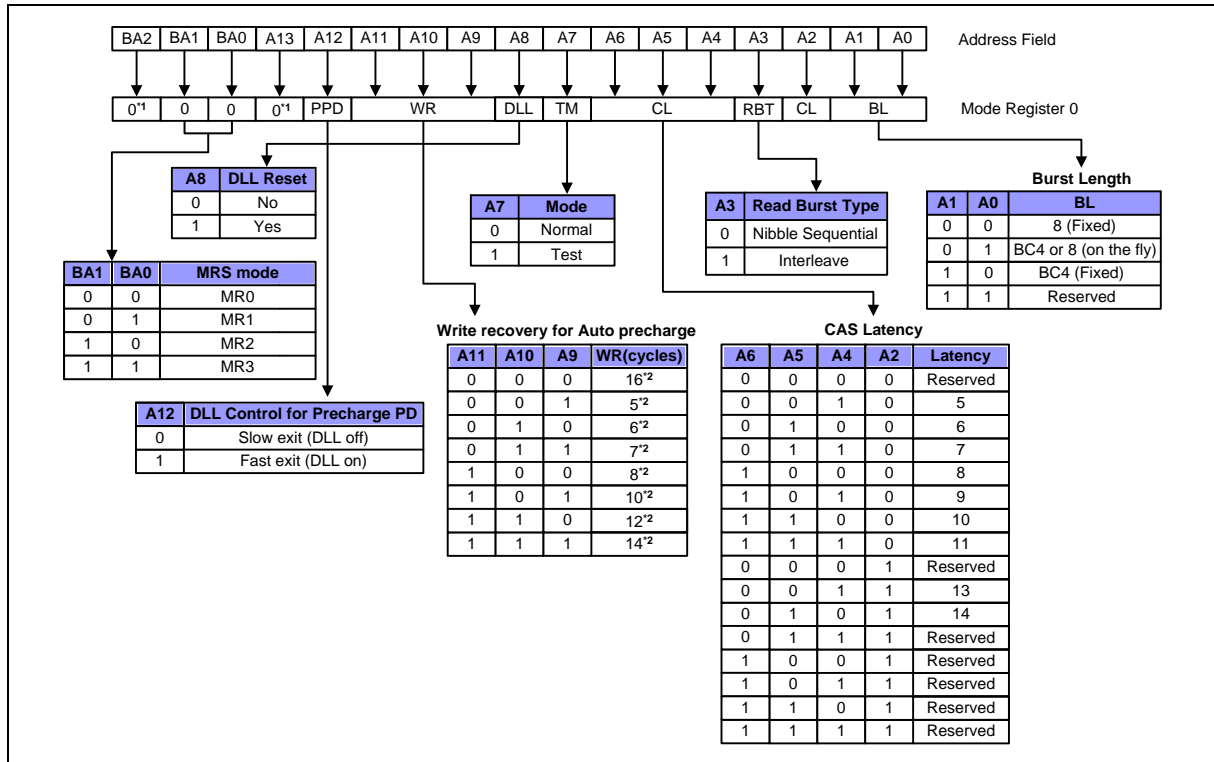 BA2 BA1 BA0 A13 A12 A11 A10 A9 A8 A7 A6 A5 A4 A3 A2 A1 A0 Address Field
0*1 0 0 0*1 PPD WR DLL TM CL RBT CL BL Mode Register 0
A8 DLL Reset
0 No
1 Yes
A7 Mode
0 Normal
1 Test
A3 Read Burst Type
0 Nibble Sequential
1 Interleave
Burst Length
A1 A0 BL
0 0 8 (Fixed)
0 1 BC4 or 8 (on the fly)
1 0 BC4 (Fixed)
1 1 Reserved
BA1 BA0 MRS mode
0 0 MR0
0 1 MR1
1 0 MR2
1 1 MR3
A12 DLL Control for Precharge PD
0 Slow exit (DLL off)
1 Fast exit (DLL on)
Write recovery for Auto precharge
A11 A10 A9 WR(cycles)
0 0 0 16*2
0 0 1 5*2
0 1 0 6*2
0 1 1 7*2
1 0 0 8*2
1 0 1 10*2
1 1 0 12*2
1 1 1 14*2
CAS Latency
A6 A5 A4 A2 Latency
0 0 0 0 Reserved
0 0 1 0 5
0 1 0 0 6
0 1 1 0 7
1 0 0 0 8
1 0 1 0 9
1 1 0 0 10
1 1 1 0 11
0 0 0 1 Reserved
0 0 1 1 13
0 1 0 1 14
0 1 1 1 Reserved
1 0 0 1 Reserved
1 0 1 1 Reserved
1 1 0 1 Reserved
1 1 1 1 Reserved